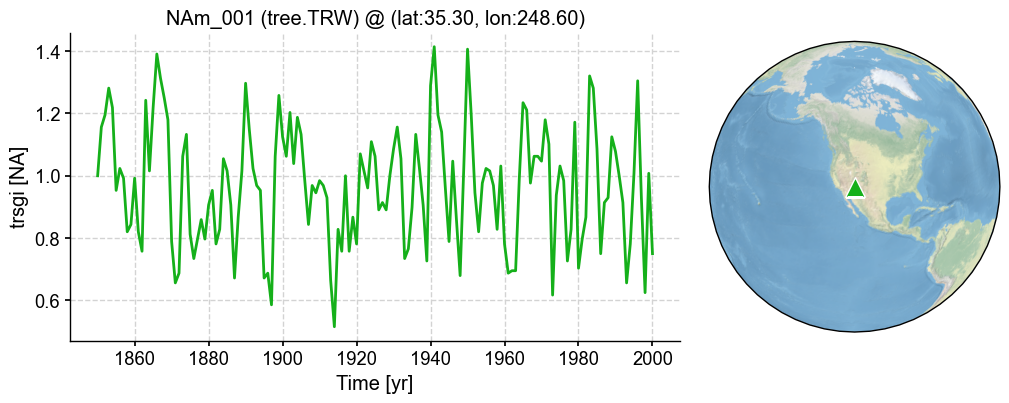 NAm_001 (tree.TRW) @ (lat:35.30, lon:248.60)
1.4
1.2
1.0
0.8
0.6
trsgi [NA]
1860 1880 1900 1920 1940 1960 1980 2000
Time [yr]